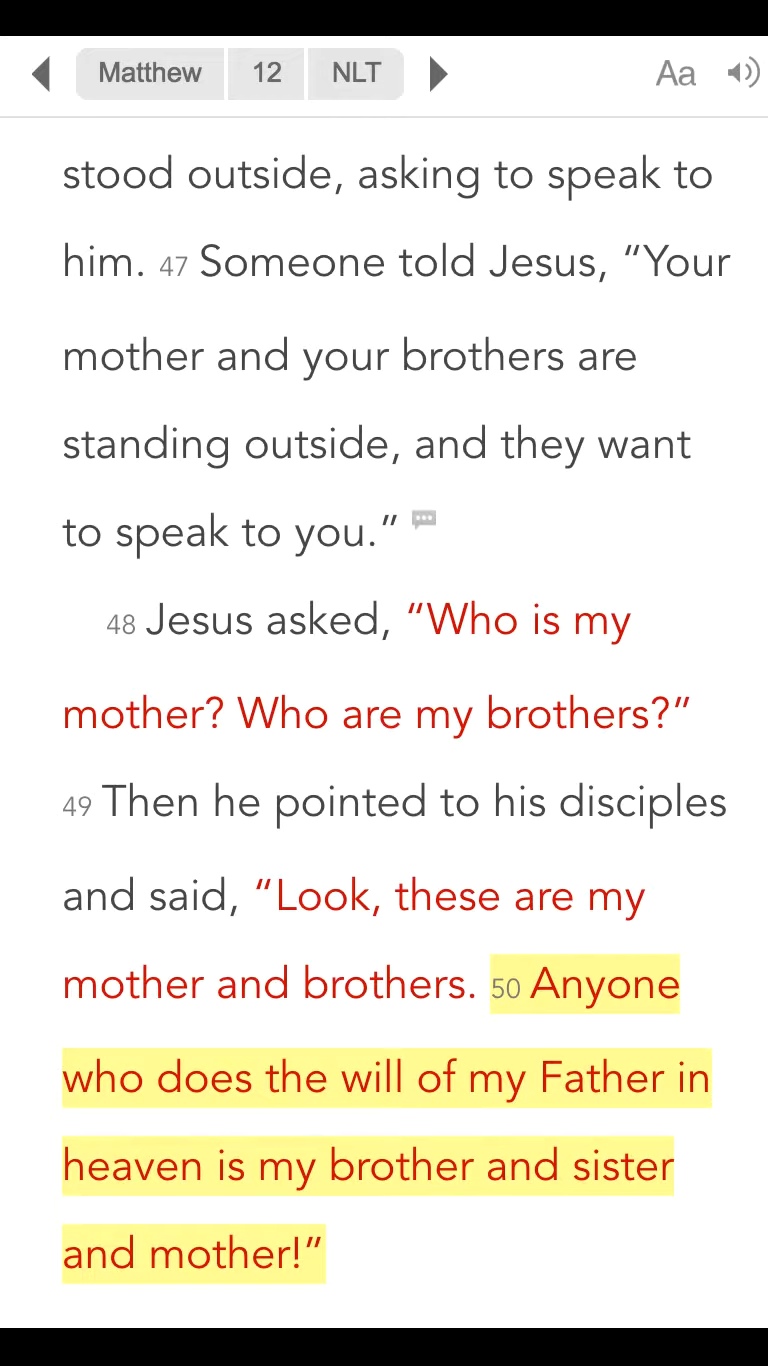 Matthew 12 NLT Aa
stood outside, asking to speak to
him. 47 Someone told Jesus, “Your
mother and your brothers are
standing outside, and they want
to speak to you.”
48 Jesus asked, “Who is my
mother? Who are my brothers?”
49 Then he pointed to his disciples
and said, “Look, these are my
mother and brothers. 50 Anyone
who does the will of my Father in
heaven is my brother and sister
and mother!”